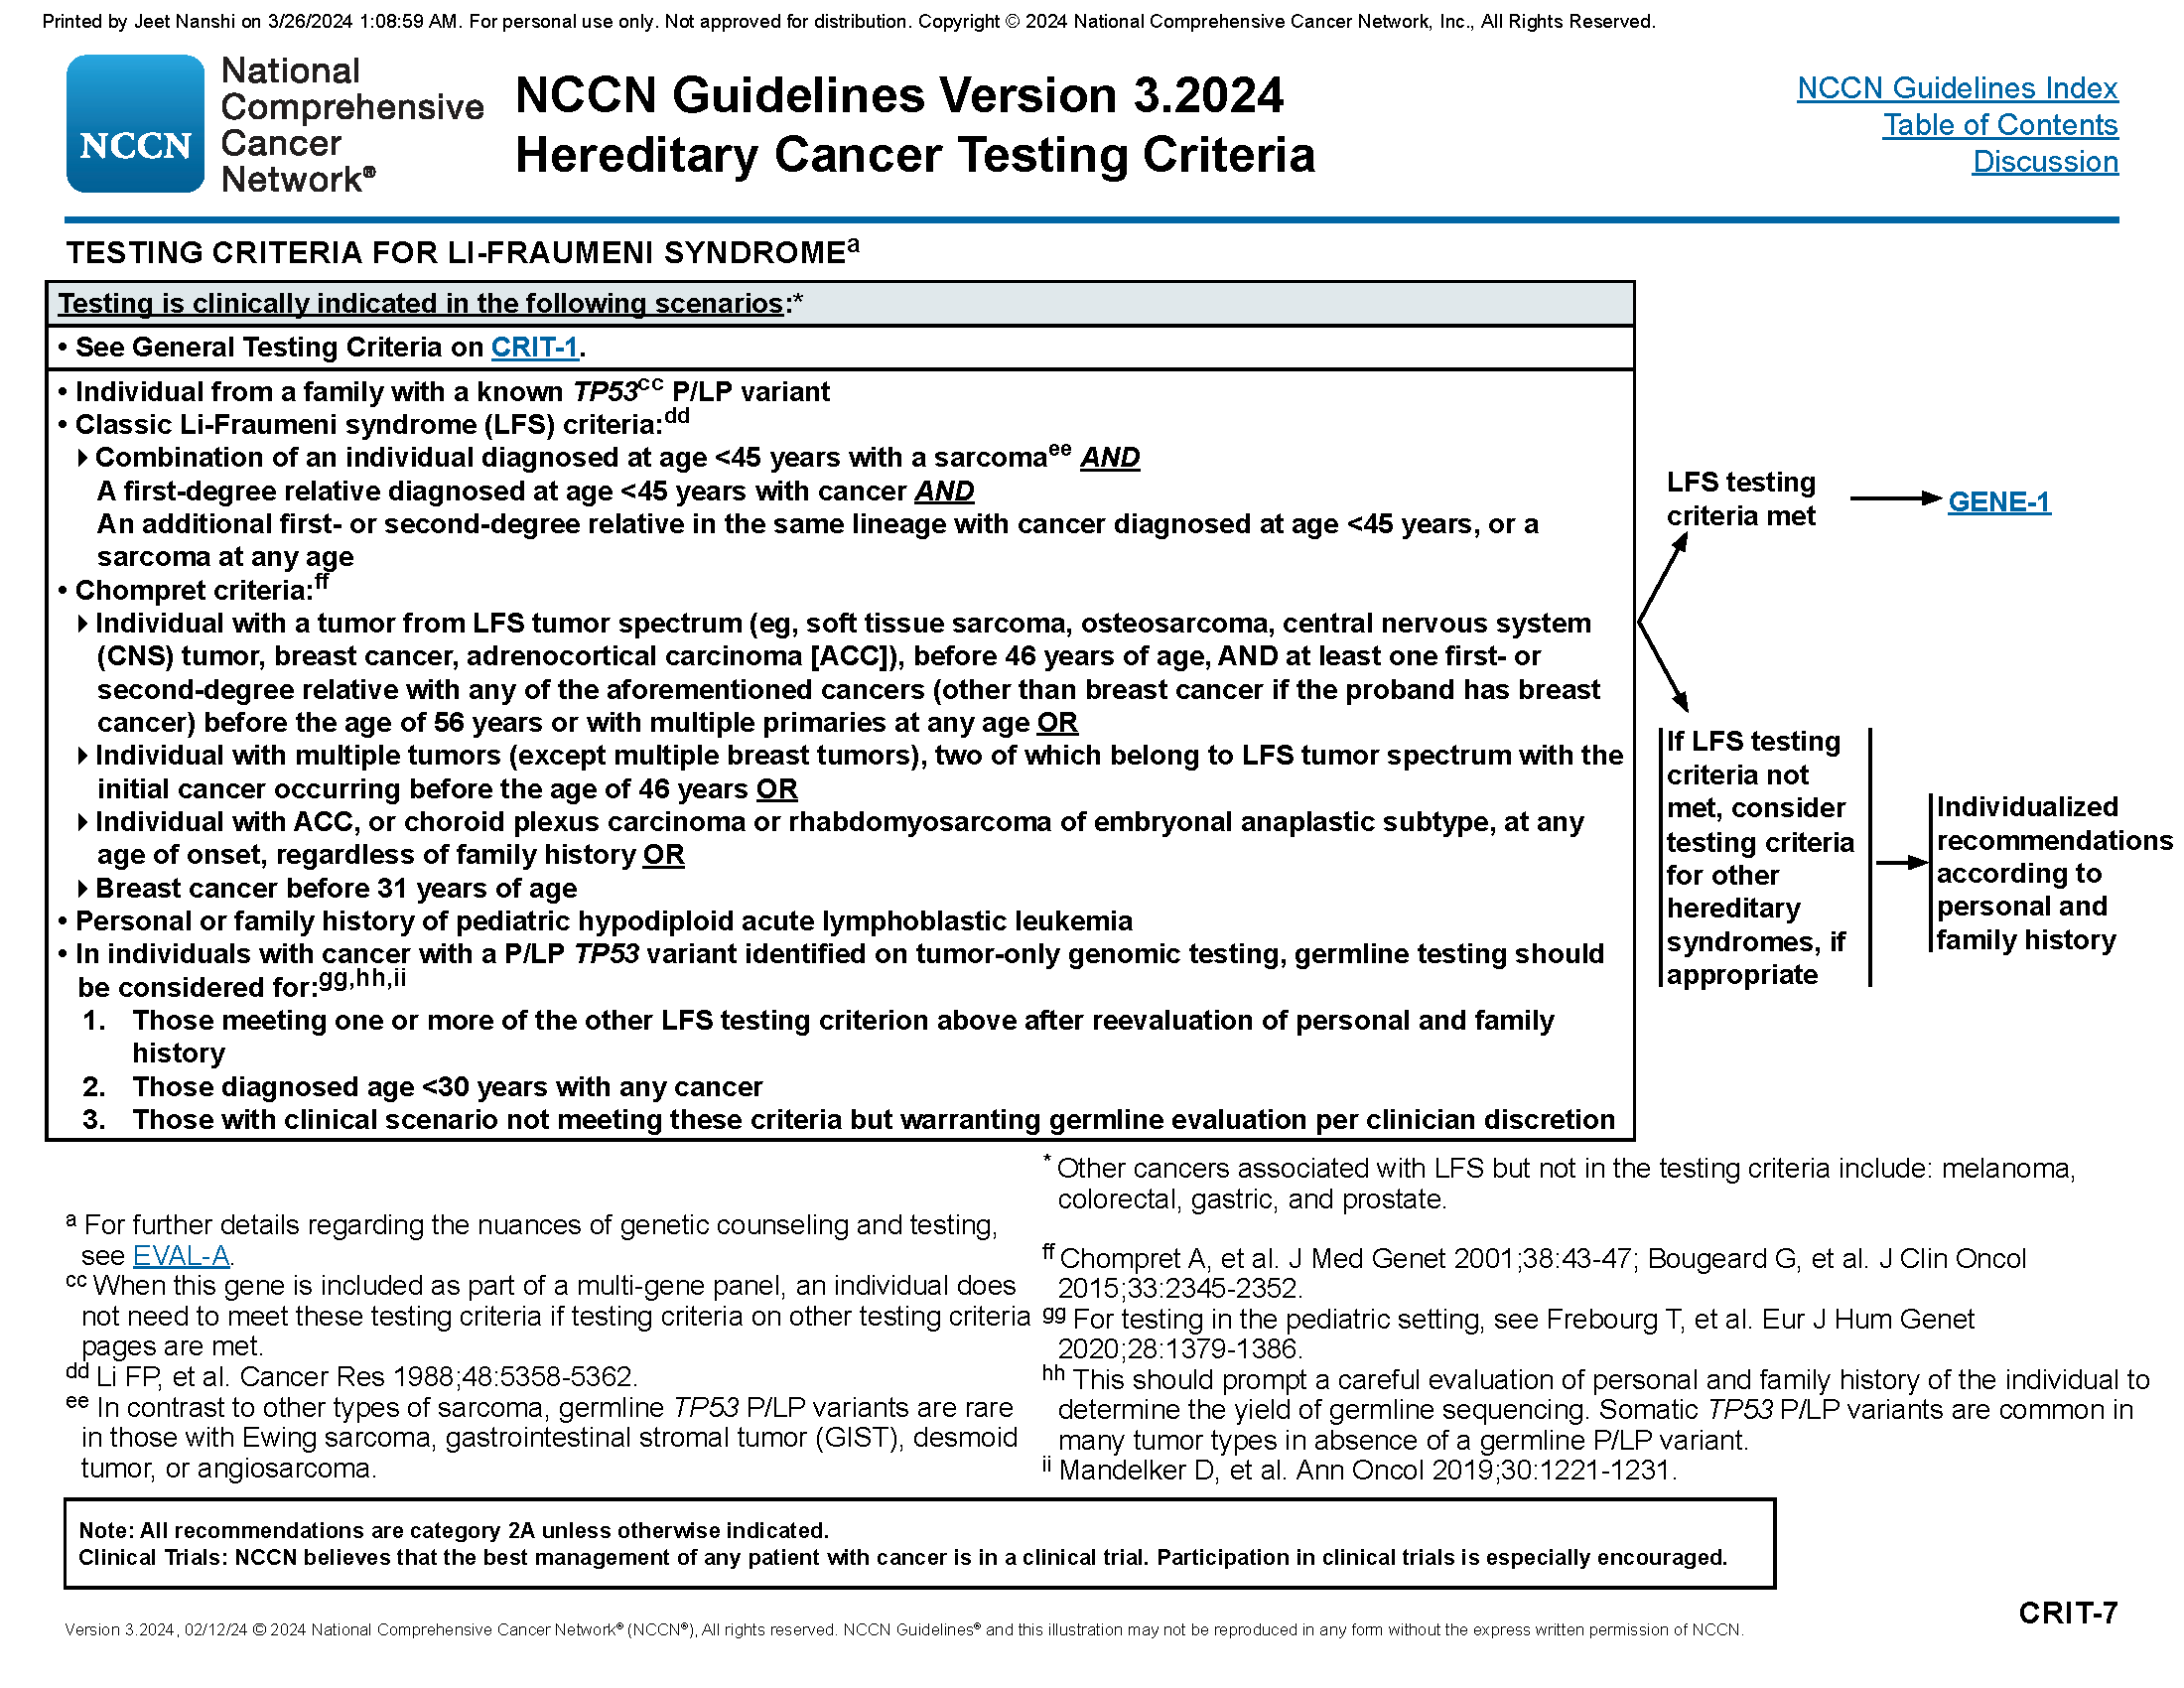 Printed by Jeet Nanshi on 3/26/2024 1:08:59 AM. For personal use only. Not approved for distribution. Copyright © 2024 National Comprehensive Cancer Network, Inc., All Rights Reserved.
NCCN
National
Comprehensive
Cancer
Network®
NCCN Guidelines Version 3.2024
Hereditary Cancer Testing Criteria
NCCN Guidelines Index
Table of Contents
Discussion
TESTING CRITERIA FOR LI-FRAUMENI SYNDROMEa
Testing is clinically indicated in the following scenarios:*
• See General Testing Criteria on CRIT-1.
• Individual from a family with a known TP53cc P/LP variant
• Classic Li-Fraumeni syndrome (LFS) criteria:dd
Combination of an individual diagnosed at age <45 years with a sarcomaee AND
A first-degree relative diagnosed at age <45 years with cancer AND
An additional first- or second-degree relative in the same lineage with cancer diagnosed at age <45 years, or a
sarcoma at any age
• Chompret criteria:ff
Individual with a tumor from LFS tumor spectrum (eg, soft tissue sarcoma, osteosarcoma, central nervous system
(CNS) tumor, breast cancer, adrenocortical carcinoma [ACC]), before 46 years of age, AND at least one first- or
second-degree relative with any of the aforementioned cancers (other than breast cancer if the proband has breast
cancer) before the age of 56 years or with multiple primaries at any age OR
Individual with multiple tumors (except multiple breast tumors), two of which belong to LFS tumor spectrum with the
initial cancer occurring before the age of 46 years OR
Individual with ACC, or choroid plexus carcinoma or rhabdomyosarcoma of embryonal anaplastic subtype, at any
age of onset, regardless of family history OR
Breast cancer before 31 years of age
• Personal or family history of pediatric hypodiploid acute lymphoblastic leukemia
• In individuals with cancer with a P/LP TP53 variant identified on tumor-only genomic testing, germline testing should
be considered for:gg,hh,ii
1. Those meeting one or more of the other LFS testing criterion above after reevaluation of personal and family
history
2. Those diagnosed age <30 years with any cancer
3. Those with clinical scenario not meeting these criteria but warranting germline evaluation per clinician discretion
LFS testing
criteria met
GENE-1
If LFS testing
criteria not
met, consider
testing criteria
for other
hereditary
syndromes, if
appropriate
Individualized
recommendations
according to
personal and
family history
a For further details regarding the nuances of genetic counseling and testing,
see EVAL-A.
cc When this gene is included as part of a multi-gene panel, an individual does
not need to meet these testing criteria if testing criteria on other testing criteria
pages are met.
dd Li FP, et al. Cancer Res 1988;48:5358-5362.
ee In contrast to other types of sarcoma, germline TP53 P/LP variants are rare
in those with Ewing sarcoma, gastrointestinal stromal tumor (GIST), desmoid
tumor, or angiosarcoma.
* Other cancers associated with LFS but not in the testing criteria include: melanoma,
colorectal, gastric, and prostate.
ff Chompret A, et al. J Med Genet 2001;38:43-47; Bougeard G, et al. J Clin Oncol
2015;33:2345-2352.
gg For testing in the pediatric setting, see Frebourg T, et al. Eur J Hum Genet
2020;28:1379-1386.
hh This should prompt a careful evaluation of personal and family history of the individual to
determine the yield of germline sequencing. Somatic TP53 P/LP variants are common in
many tumor types in absence of a germline P/LP variant.
ii Mandelker D, et al. Ann Oncol 2019;30:1221-1231.
Note: All recommendations are category 2A unless otherwise indicated.
Clinical Trials: NCCN believes that the best management of any patient with cancer is in a clinical trial. Participation in clinical trials is especially encouraged.
CRIT-7
Version 3.2024, 02/12/24 © 2024 National Comprehensive Cancer Network® (NCCN®), All rights reserved. NCCN Guidelines® and this illustration may not be reproduced in any form without the express written permission of NCCN.